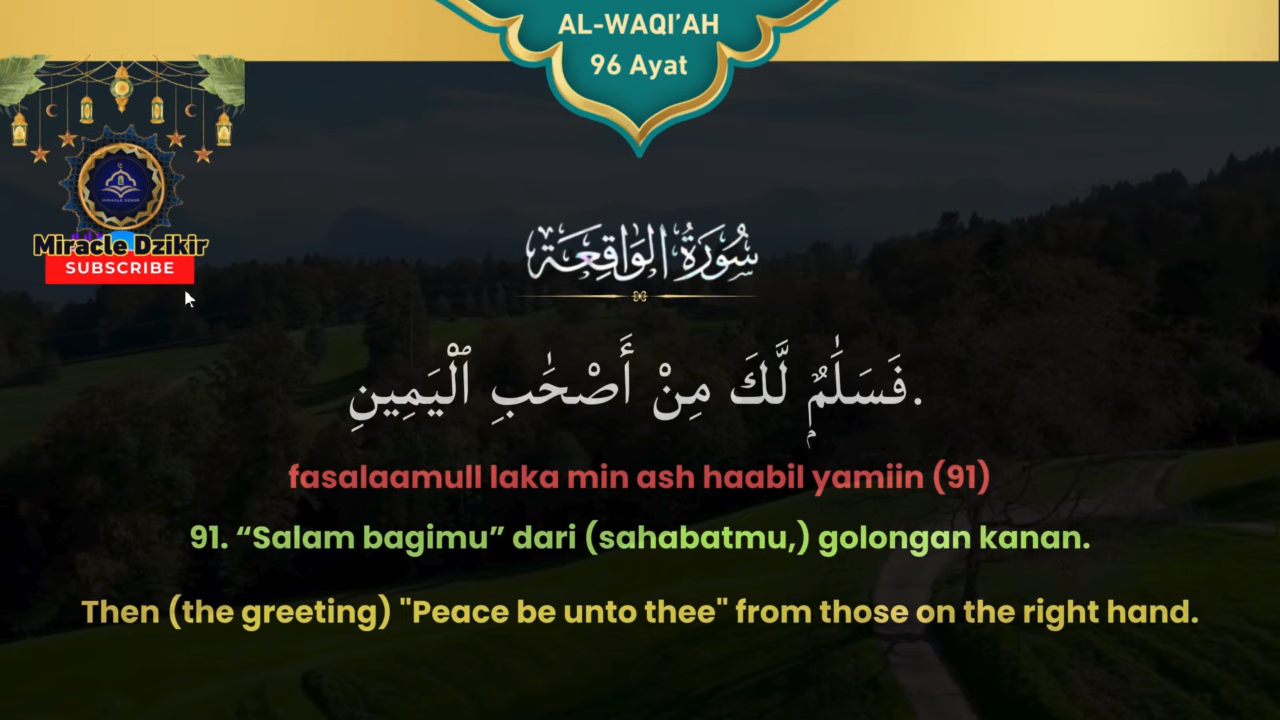 AL-WAQI'AH
96 Ayat
Miracle Dzikir
SUBSCRIBE
سُورَةُ الوَاقِعَة
فَسَلَٰمٌۭ لَّكَ مِنْ أَصْحَٰبِ ٱلْيَمِينِ.
fasalaamull laka min ash haabil yamiin (91)
91. “Salam bagimu” dari (sahabatmu,) golongan kanan.
Then (the greeting) "Peace be unto thee" from those on the right hand.